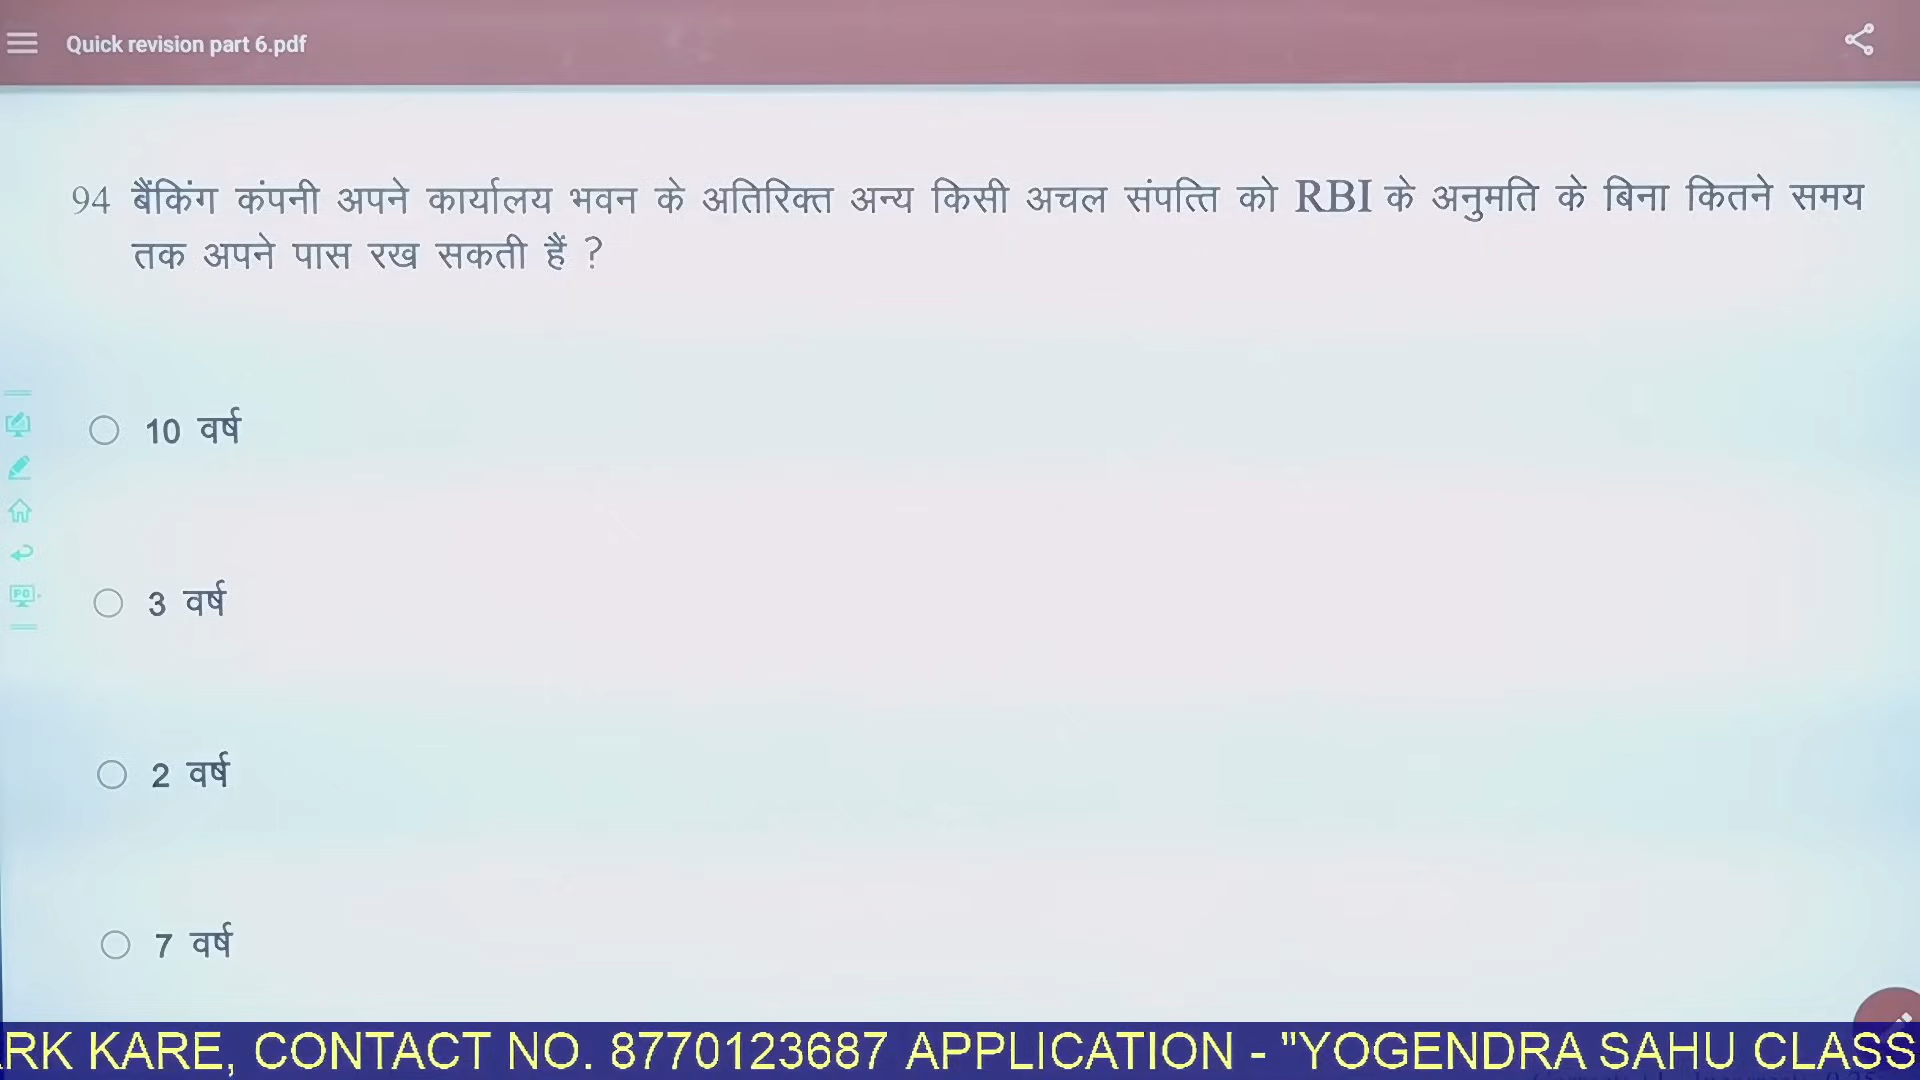 Quick revision part 6.pdf
94 बैंकिंग कंपनी अपने कार्यालय भवन के अतिरिक्त अन्य किसी अचल संपत्ति को RBI के अनुमति के बिना कितने समय
तक अपने पास रख सकती हैं ?
10 वर्ष
3 वर्ष
2 वर्ष
7 वर्ष
RK KARE, CONTACT NO. 8770123687 APPLICATION - "YOGENDRA SAHU CLASS